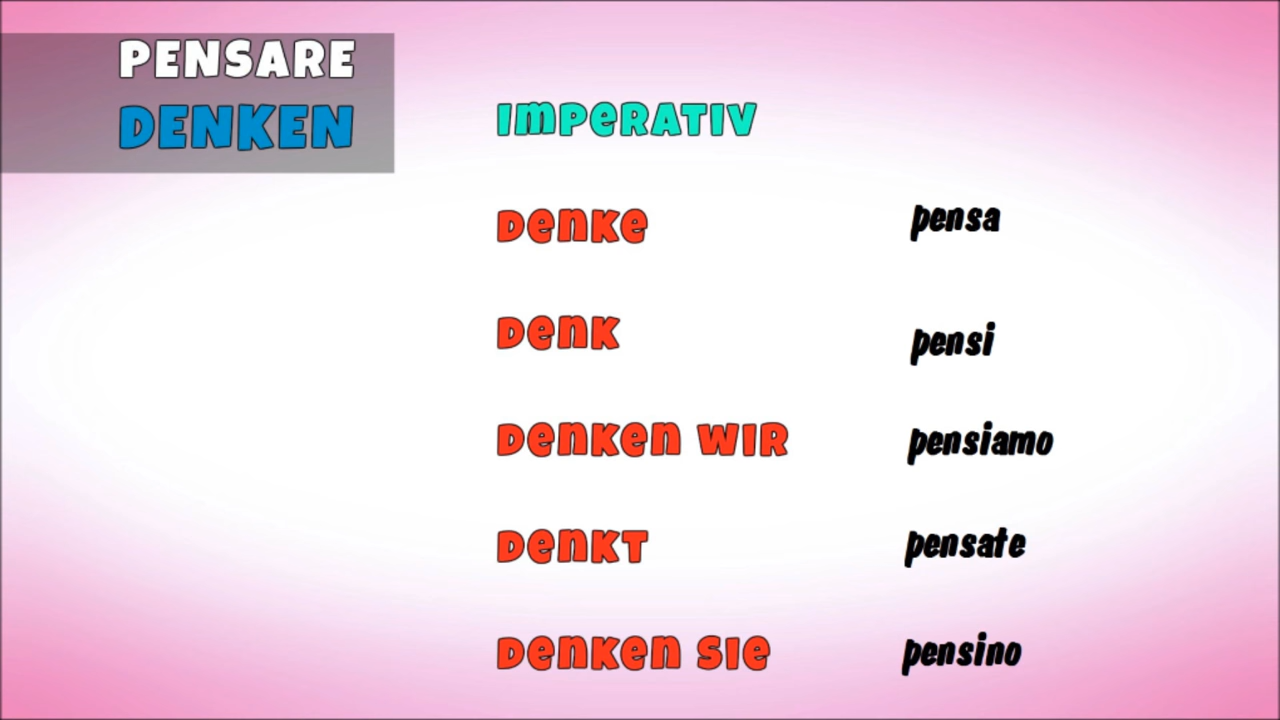 PENSARE
DENKEN
IMPERATIV
DENKE pensa
DENK pensi
DENKEN WIR pensiamo
DENKT pensate
DENKEN SIE pensino